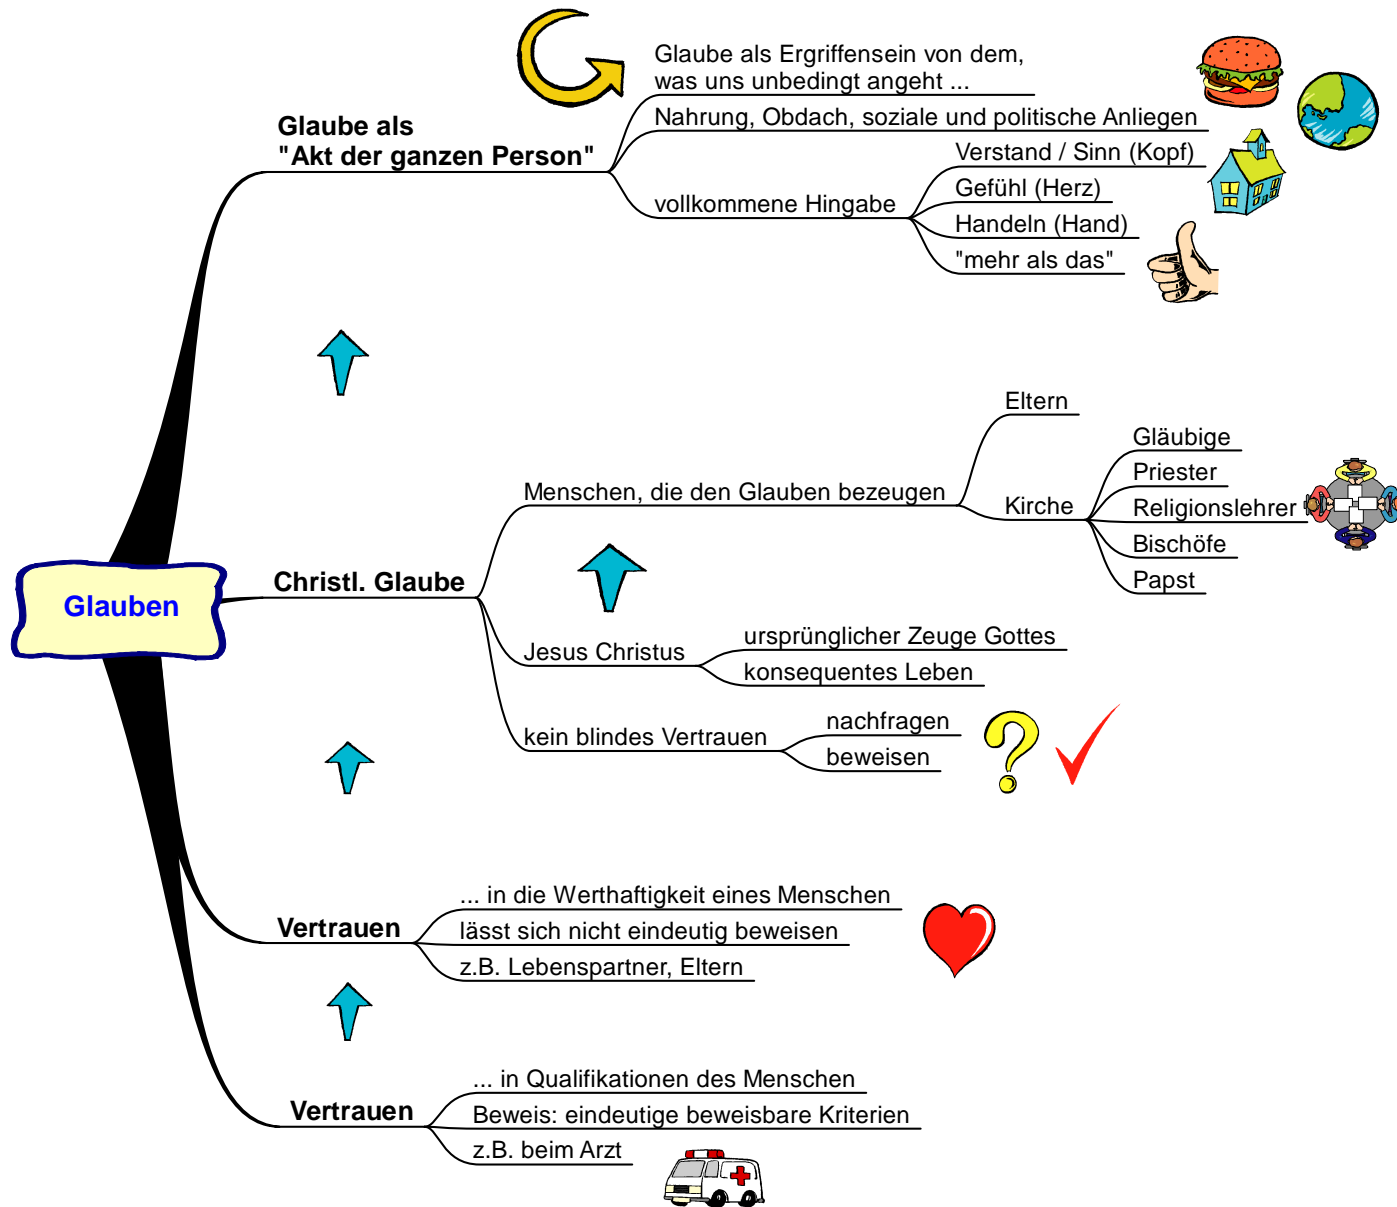 Glaube als Ergriffensein von dem,
was uns unbedingt angeht ...
Glaube als
"Akt der ganzen Person"
Nahrung, Obdach, soziale und politische Anliegen
vollkommene Hingabe
Verstand / Sinn (Kopf)
Gefühl (Herz)
Handeln (Hand)
"mehr als das"
Glauben
Christl. Glaube
Menschen, die den Glauben bezeugen
Eltern
Kirche
Gläubige
Priester
Religionslehrer
Bischöfe
Papst
Jesus Christus
ursprünglicher Zeuge Gottes
konsequentes Leben
kein blindes Vertrauen
nachfragen
beweisen
Vertrauen
... in die Werthaftigkeit eines Menschen
lässt sich nicht eindeutig beweisen
z.B. Lebenspartner, Eltern
Vertrauen
... in Qualifikationen des Menschen
Beweis: eindeutige beweisbare Kriterien
z.B. beim Arzt